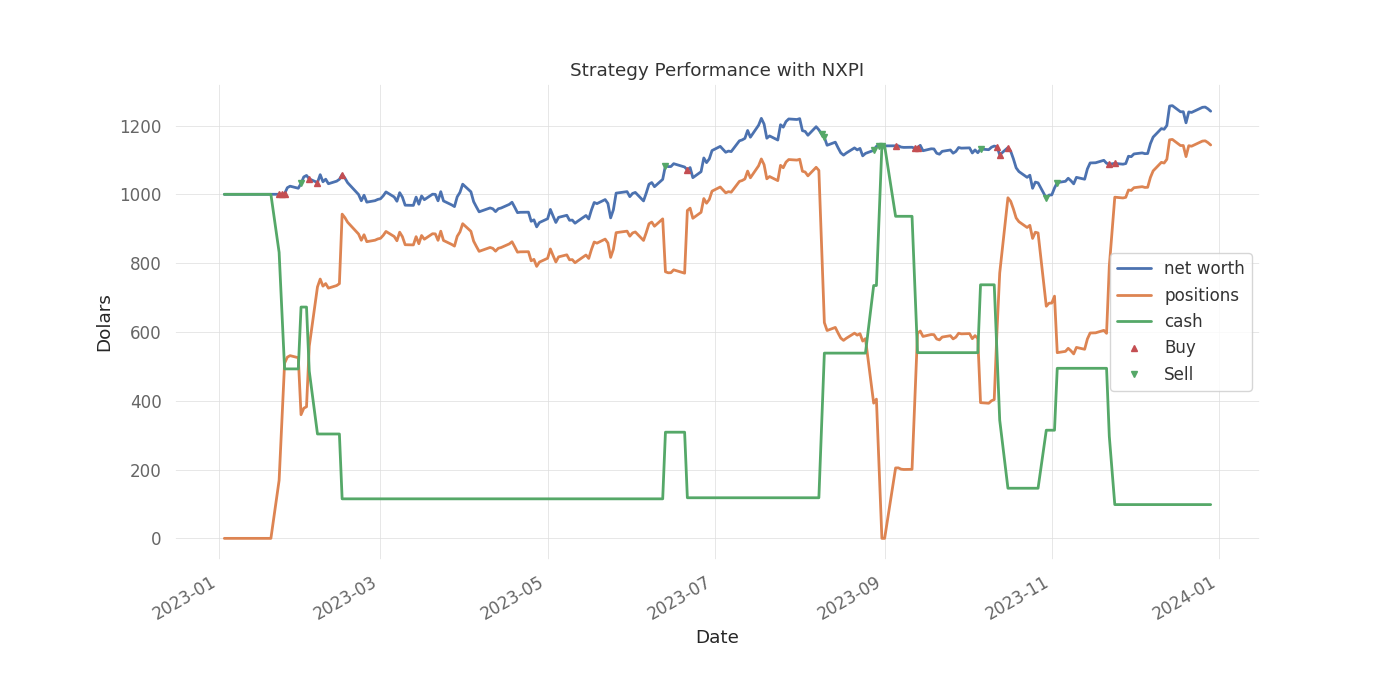 Strategy Performance with NXPI
1200
1000
800
600
400
200
0
Dolars
net worth
positions
cash
Buy
Sell
2023-01
2023-03
2023-05
2023-07
2023-09
2023-11
2024-01
Date